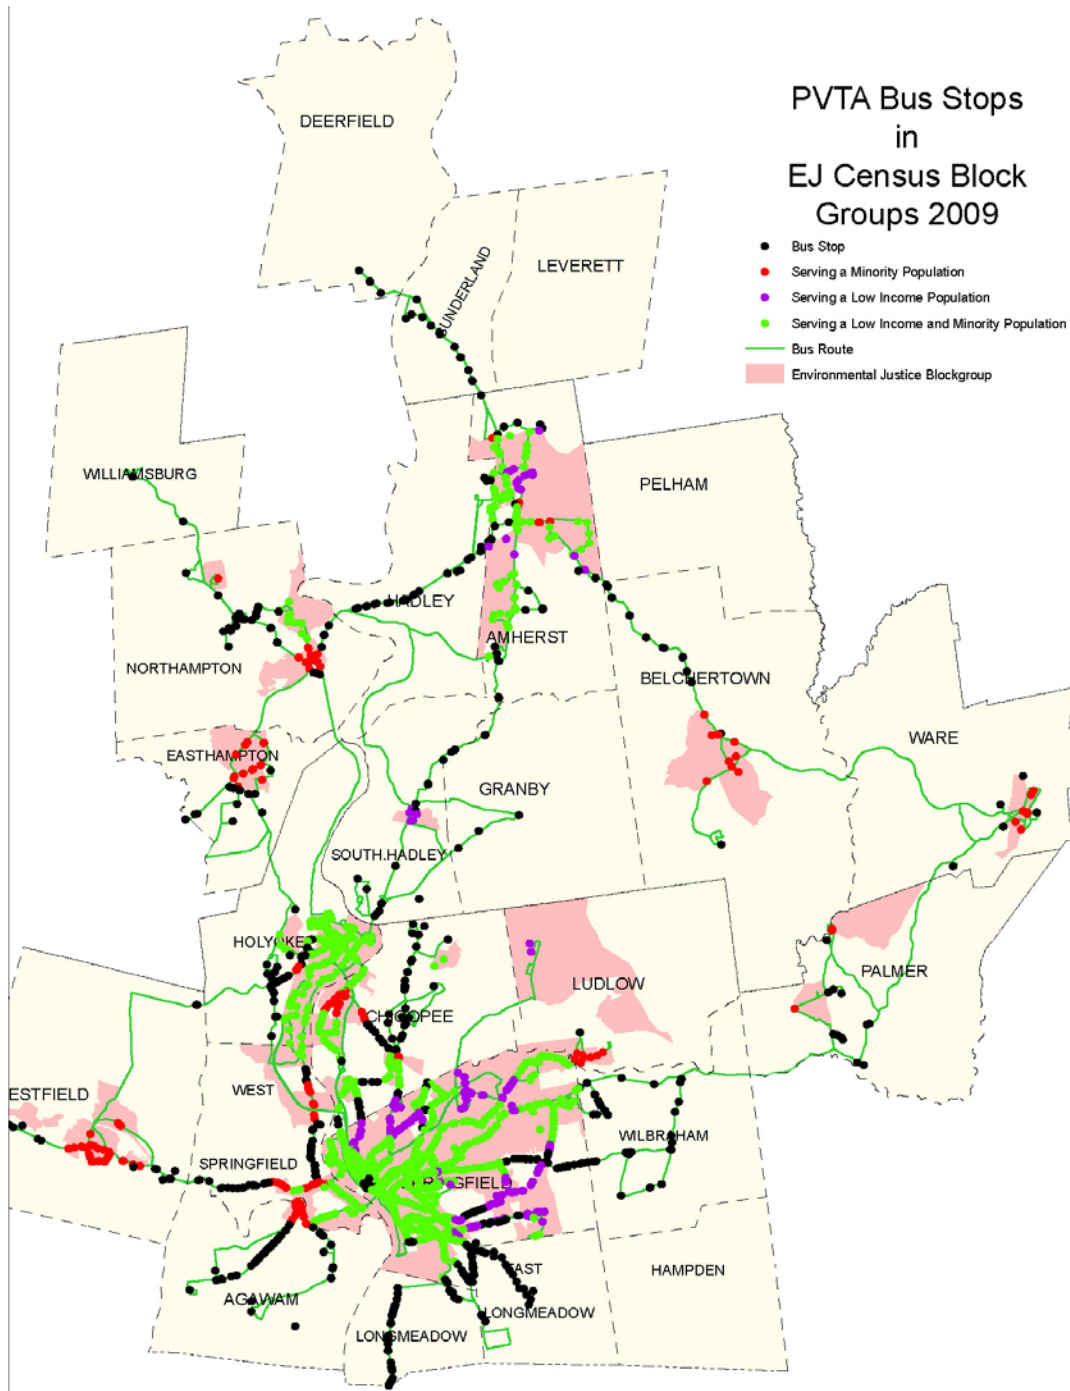 PVTA Bus Stops
in
EJ Census Block
Groups 2009
Bus Stop
Serving a Minority Population
Serving a Low Income Population
Serving a Low Income and Minority Population
Bus Route
Environmental Justice Blockgroup
DEERFIELD
SUNDERLAND
LEVERETT
WILLIAMSBURG
PELHAM
HADLEY
AMHERST
NORTHAMPTON
BELCHERTOWN
WARE
EASTHAMPTON
GRANBY
SOUTH HADLEY
HOLYOKE
PALMER
LUDLOW
CHICOPEE
ESTFIELD
WEST
SPRINGFIELD
WILBRAHAM
HAMPDEN
EAST
LONGMEADOW
AGAWAM
LONGMEADOW